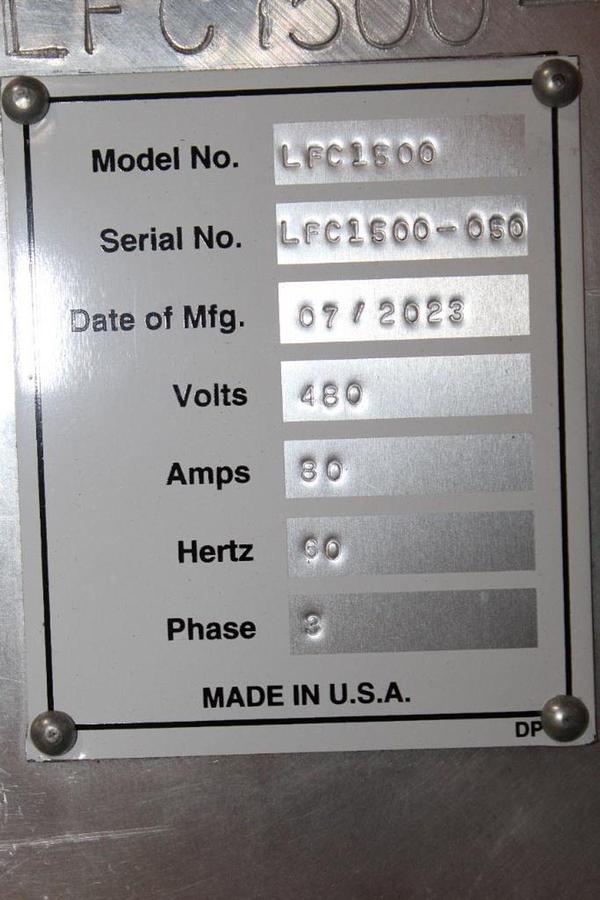 LFC1500-
Model No. LFC1500
Serial No. LFC1500-050
Date of Mfg. 07/2023
Volts 480
Amps 80
Hertz 60
Phase 3
MADE IN U.S.A.
DP